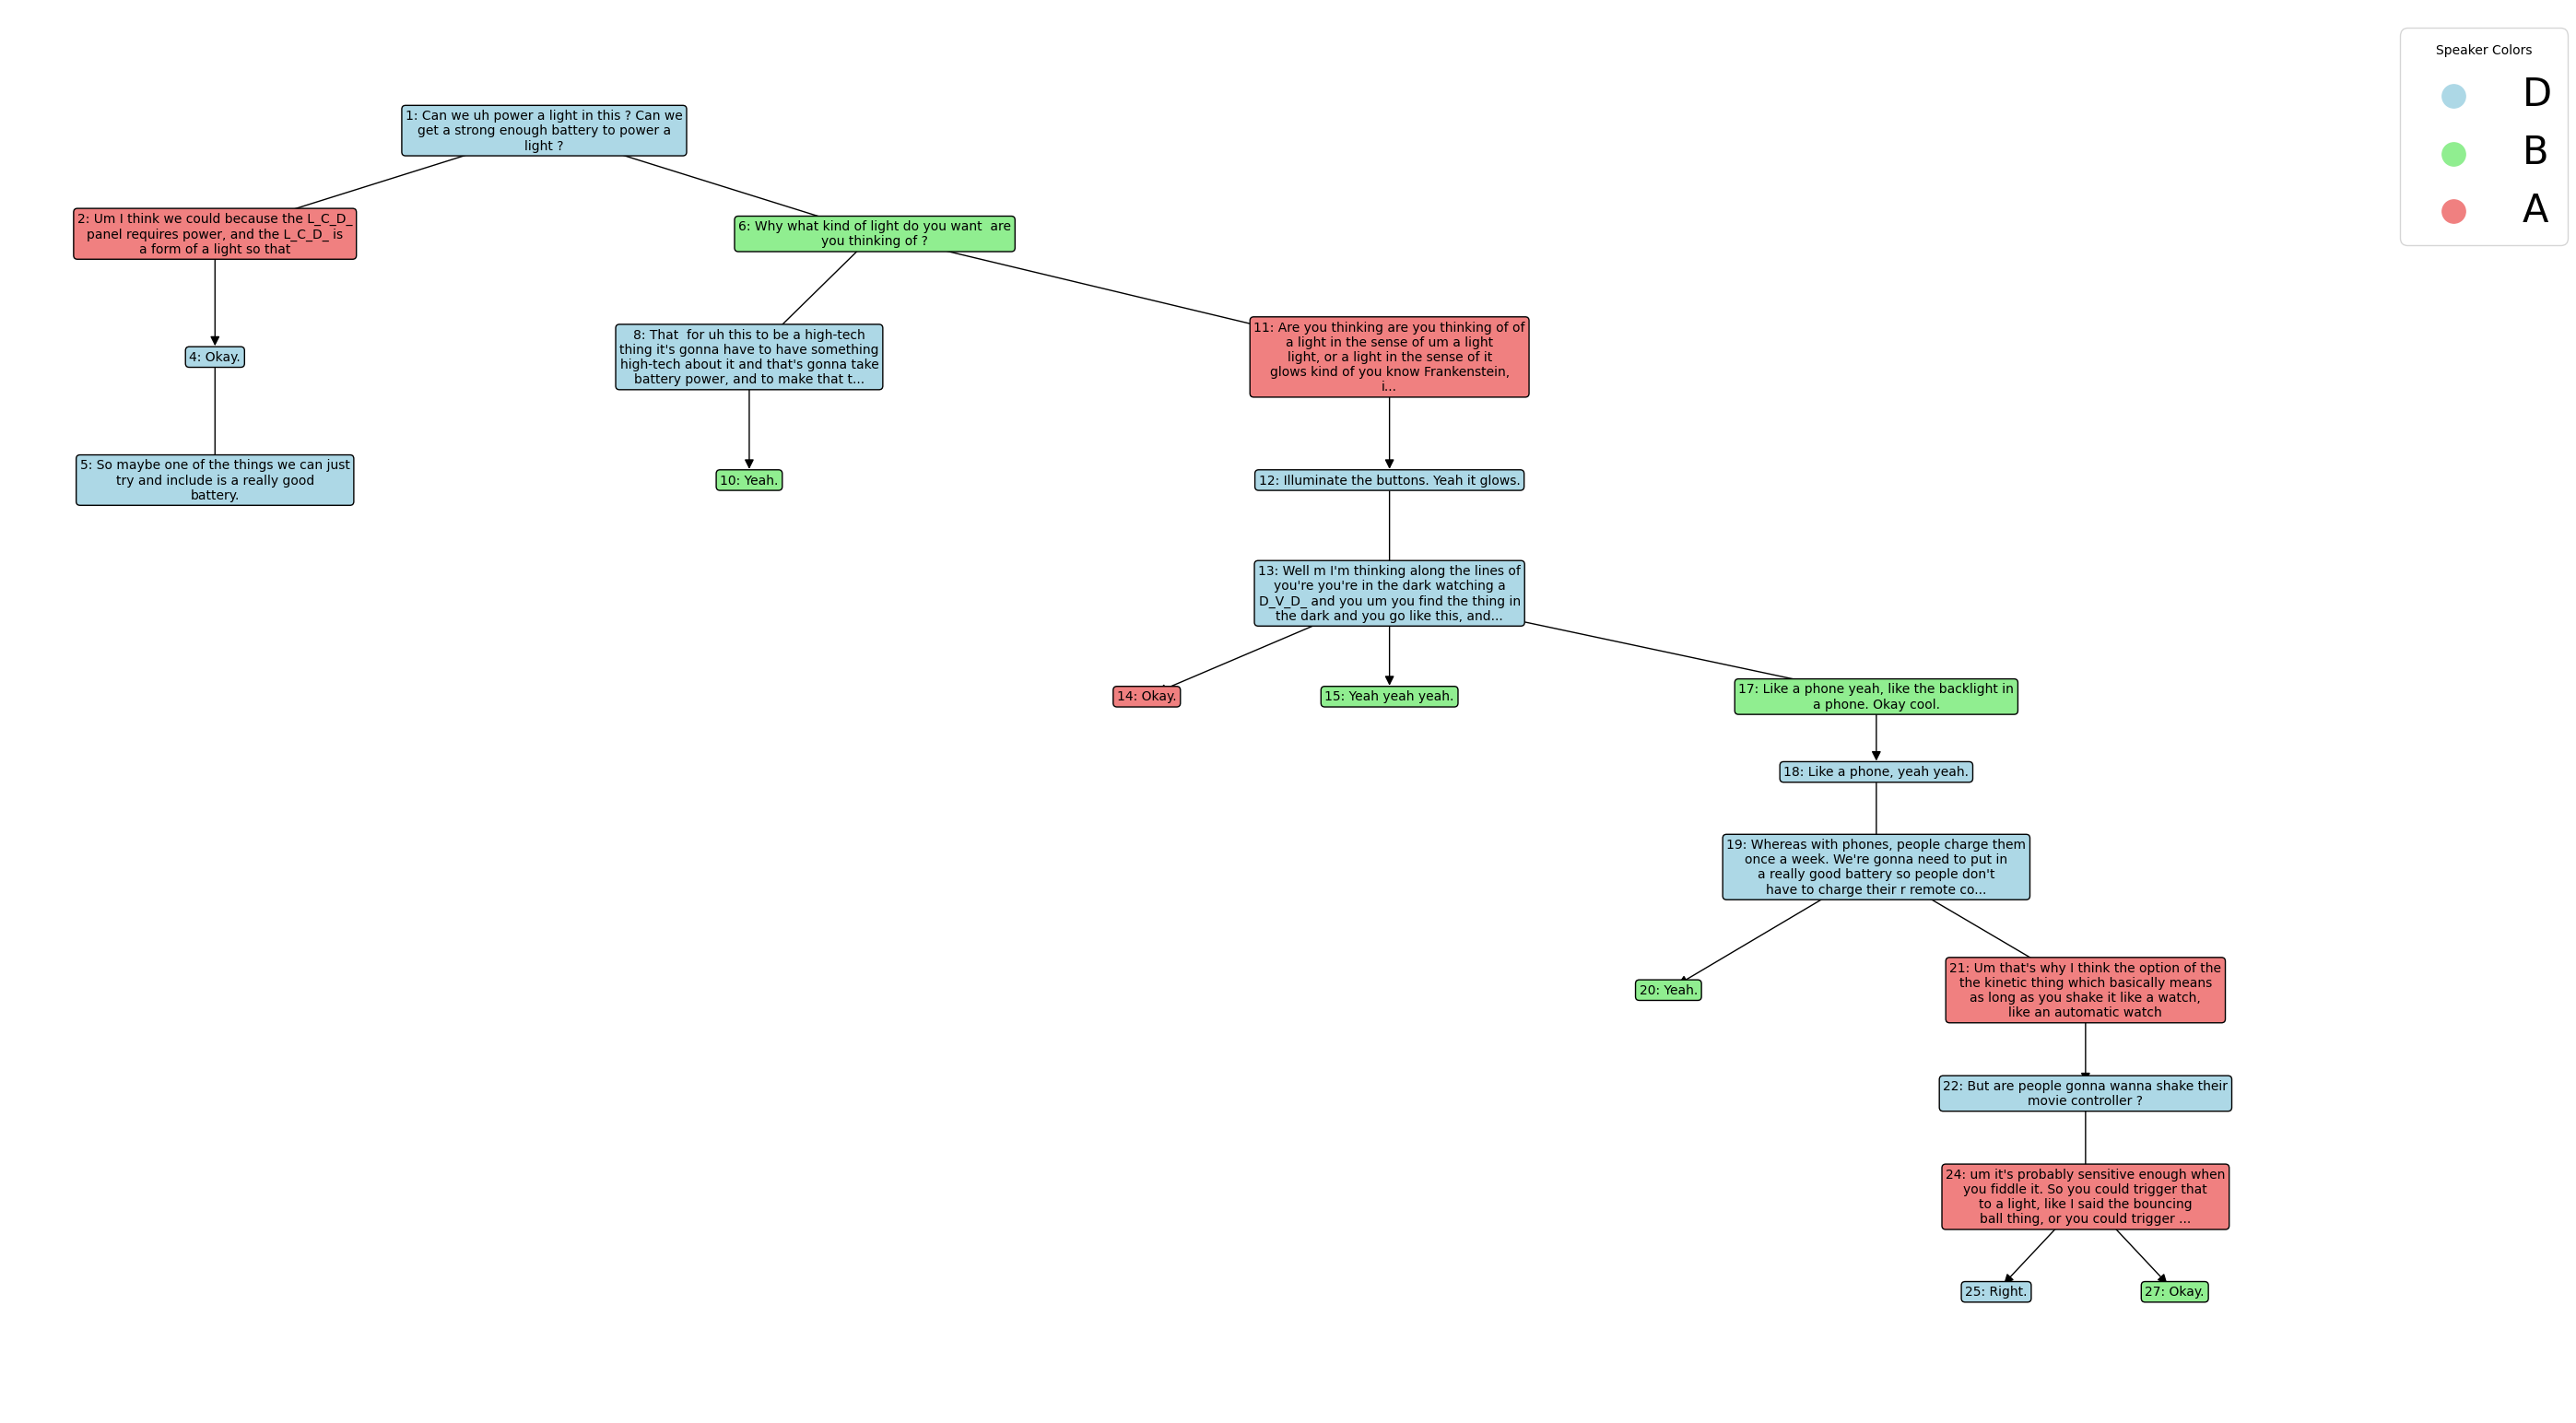 Speaker Colors
D
B
A
1: Can we uh power a light in this ? Can we
get a strong enough battery to power a
light ?
2: Um I think we could because the L_C_D_
panel requires power, and the L_C_D_ is
a form of a light so that
6: Why what kind of light do you want  are
you thinking of ?
4: Okay.
8: That  for uh this to be a high-tech
thing it's gonna have to have something
high-tech about it and that's gonna take
battery power, and to make that t...
11: Are you thinking are you thinking of of
a light in the sense of um a light
light, or a light in the sense of it
glows kind of you know Frankenstein,
i...
5: So maybe one of the things we can just
try and include is a really good
battery.
10: Yeah.
12: Illuminate the buttons. Yeah it glows.
13: Well m I'm thinking along the lines of
you're you're in the dark watching a
D_V_D_ and you um you find the thing in
the dark and you go like this, and...
14: Okay.
15: Yeah yeah yeah.
17: Like a phone yeah, like the backlight in
a phone. Okay cool.
18: Like a phone, yeah yeah.
19: Whereas with phones, people charge them
once a week. We're gonna need to put in
a really good battery so people don't
have to charge their r remote co...
20: Yeah.
21: Um that's why I think the option of the
the kinetic thing which basically means
as long as you shake it like a watch,
like an automatic watch
22: But are people gonna wanna shake their
movie controller ?
24: um it's probably sensitive enough when
you fiddle it. So you could trigger that
to a light, like I said the bouncing
ball thing, or you could trigger ...
25: Right.
27: Okay.